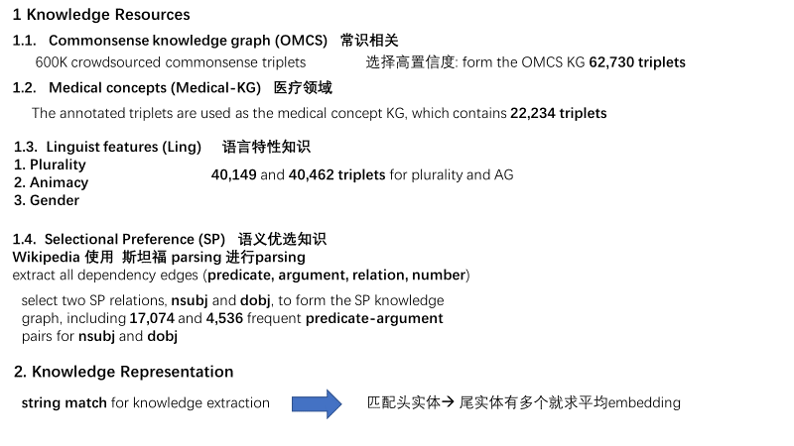 1 Knowledge Resources
1.1. Commonsense knowledge graph (OMCS) 常识相关
600K crowdsourced commonsense triplets 选择高置信度: form the OMCS KG 62,730 triplets
1.2. Medical concepts (Medical-KG) 医疗领域
The annotated triplets are used as the medical concept KG, which contains 22,234 triplets
1.3. Linguist features (Ling) 语言特性知识
1. Plurality
2. Animacy
40,149 and 40,462 triplets for plurality and AG
3. Gender
1.4. Selectional Preference (SP) 语义优选知识
Wikipedia 使用 斯坦福 parsing 进行parsing
extract all dependency edges (predicate, argument, relation, number)
select two SP relations, nsubj and dobj, to form the SP knowledge
graph, including 17,074 and 4,536 frequent predicate-argument
pairs for nsubj and dobj
2. Knowledge Representation
string match for knowledge extraction 匹配头实体→ 尾实体有多个就求平均embedding